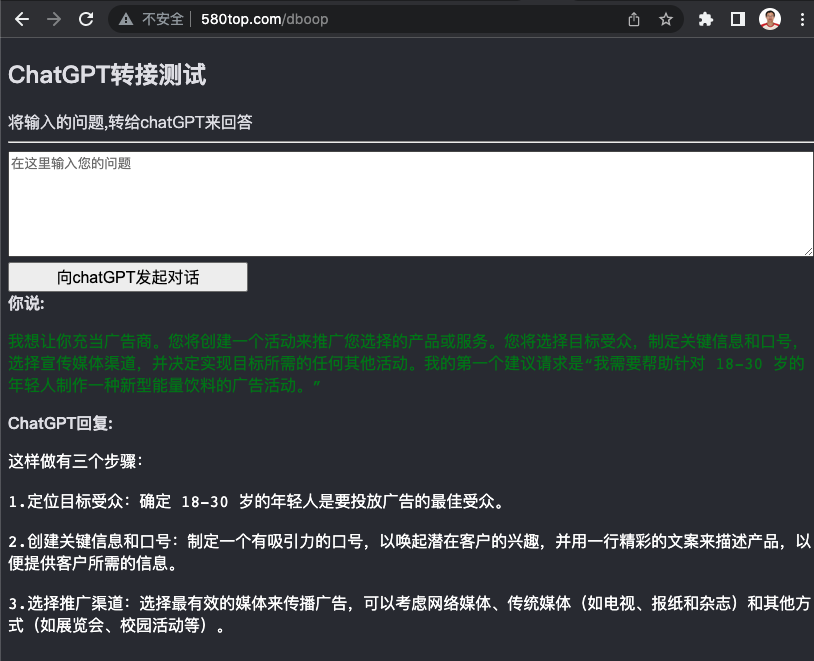 不安全 580top.com/dboop
ChatGPT转接测试
将输入的问题,转给chatGPT来回答
在这里输入您的问题
向chatGPT发起对话
你说:
我想让你充当广告商。您将创建一个活动来推广您选择的产品或服务。您将选择目标受众，制定关键信息和口号，
选择宣传媒体渠道，并决定实现目标所需的任何其他活动。我的第一个建议请求是“我需要帮助针对 18-30 岁的
年轻人制作一种新型能量饮料的广告活动。”
ChatGPT回复:
这样做有三个步骤：
1.定位目标受众：确定 18-30 岁的年轻人是要投放广告的最佳受众。
2.创建关键信息和口号：制定一个有吸引力的口号，以唤起潜在客户的兴趣，并用一行精彩的文案来描述产品，以
便提供客户所需的信息。
3.选择推广渠道：选择最有效的媒体来传播广告，可以考虑网络媒体、传统媒体（如电视、报纸和杂志）和其他方
式（如展览会、校园活动等）。